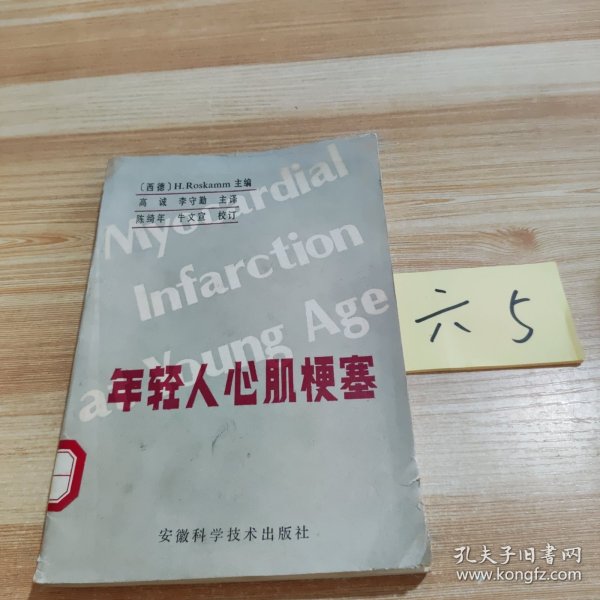 〔西德〕H.Roskamm 主编
高 诚 李守勤 主译
陈绮年 牛文宣 校订
Myocardial
Infarction
at Young Age
年轻人心肌梗塞
安徽科学技术出版社
六 5
孔夫子旧书网
www.kongfz.com